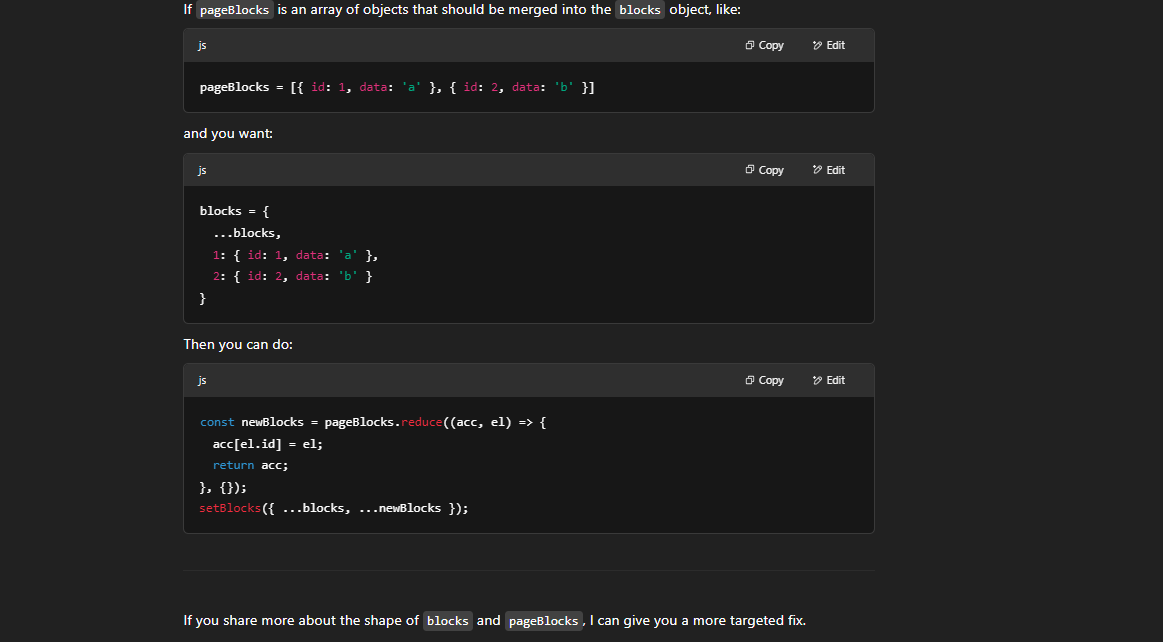 If pageBlocks is an array of objects that should be merged into the blocks object, like:
js
Copy
Edit
pageBlocks = [{ id: 1, data: 'a' }, { id: 2, data: 'b' }]
and you want:
js
Copy
Edit
blocks = {
  ...blocks,
  1: { id: 1, data: 'a' },
  2: { id: 2, data: 'b' }
}
Then you can do:
js
Copy
Edit
const newBlocks = pageBlocks.reduce((acc, el) => {
  acc[el.id] = el;
  return acc;
}, {});
setBlocks({ ...blocks, ...newBlocks });
If you share more about the shape of blocks and pageBlocks, I can give you a more targeted fix.